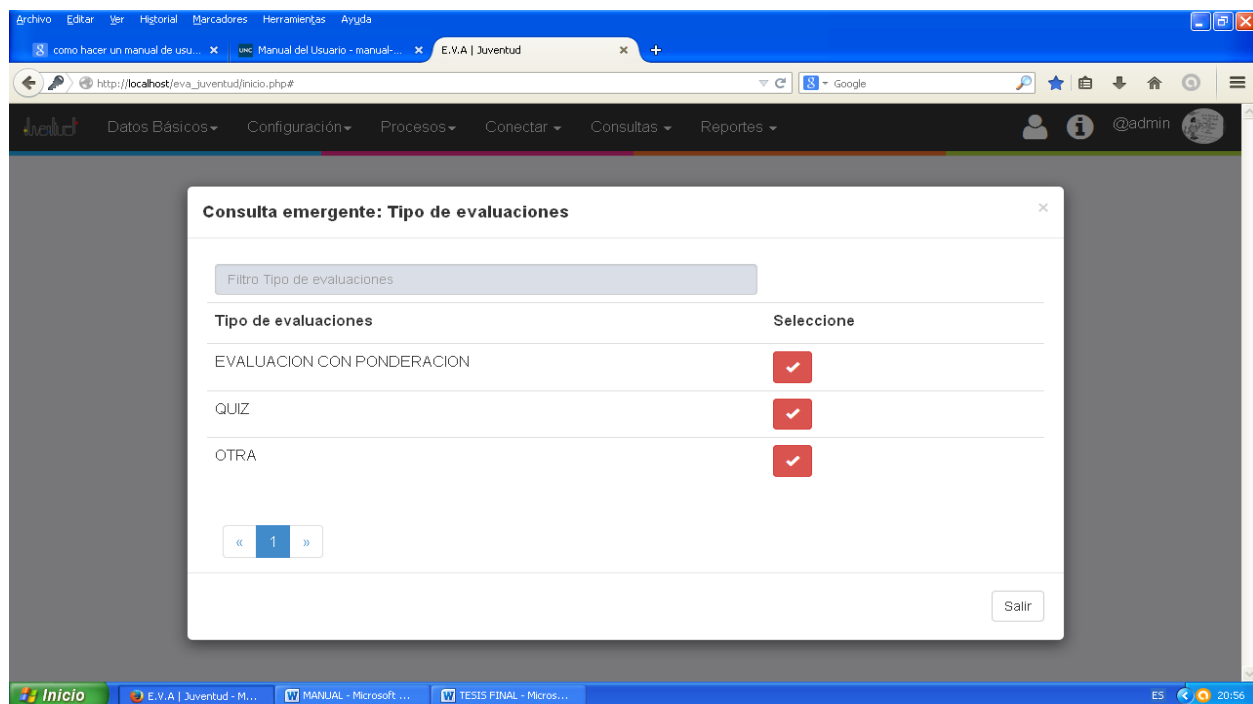 Archivo Editar Ver Historial Marcadores Herramientas Ayuda
como hacer un manual de usu... Manual del Usuario - manual-... E.V.A | Juventud
http://localhost/eva_juventud/inicio.php# Google
Juventud Datos Básicos Configuración Procesos Conectar Consultas Reportes @admin
Consulta emergente: Tipo de evaluaciones ×
Filtro Tipo de evaluaciones
Tipo de evaluaciones Seleccione
EVALUACION CON PONDERACION
QUIZ
OTRA
« 1 »
Salir
Inicio E.V.A | Juventud - M... MANUAL - Microsoft ... TESIS FINAL - Micros... ES 20:56